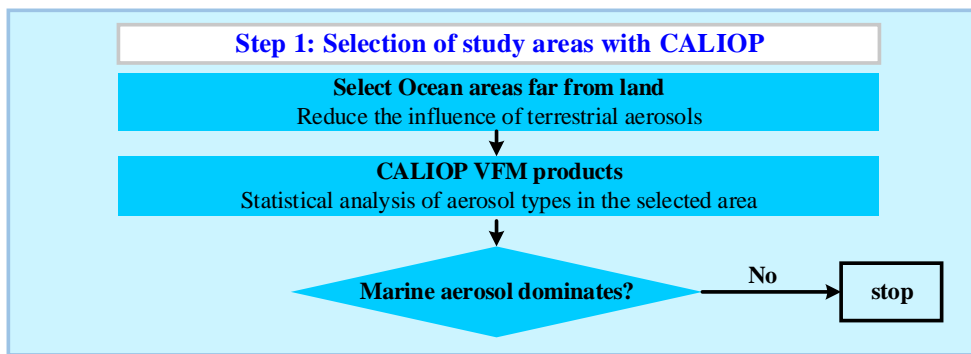 Step 1: Selection of study areas with CALIOP
Select Ocean areas far from land
Reduce the influence of terrestrial aerosols
CALIOP VFM products
Statistical analysis of aerosol types in the selected area
Marine aerosol dominates?
No
stop